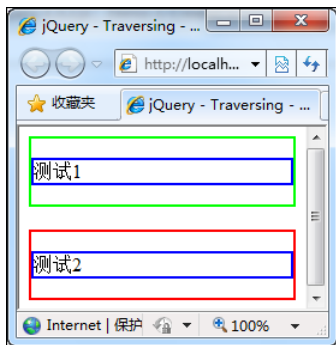 jQuery - Traversing - ...
http://localh...
收藏夹
jQuery - Traversing - ...
测试1
测试2
Internet | 保护
100%